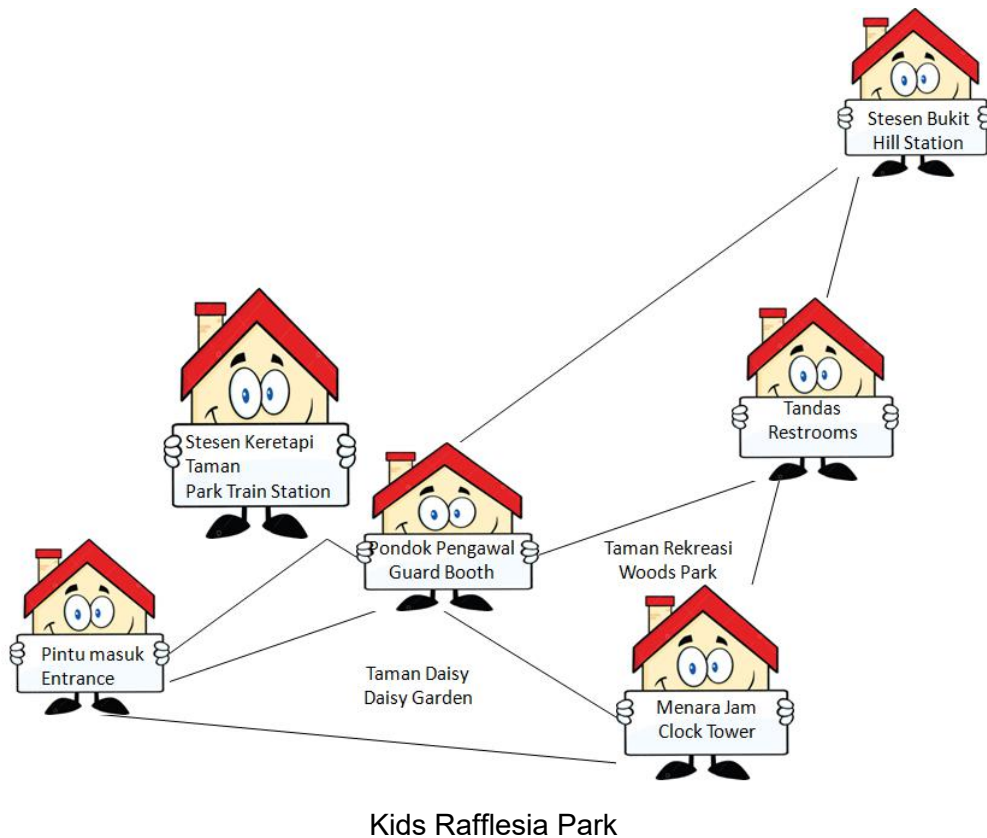 Stesen Bukit
Hill Station
Tandas
Restrooms
Stesen Keretapi
Taman
Park Train Station
Pondok Pengawal
Guard Booth
Taman Rekreasi
Woods Park
Pintu masuk
Entrance
Taman Daisy
Daisy Garden
Menara Jam
Clock Tower
Kids Rafflesia Park